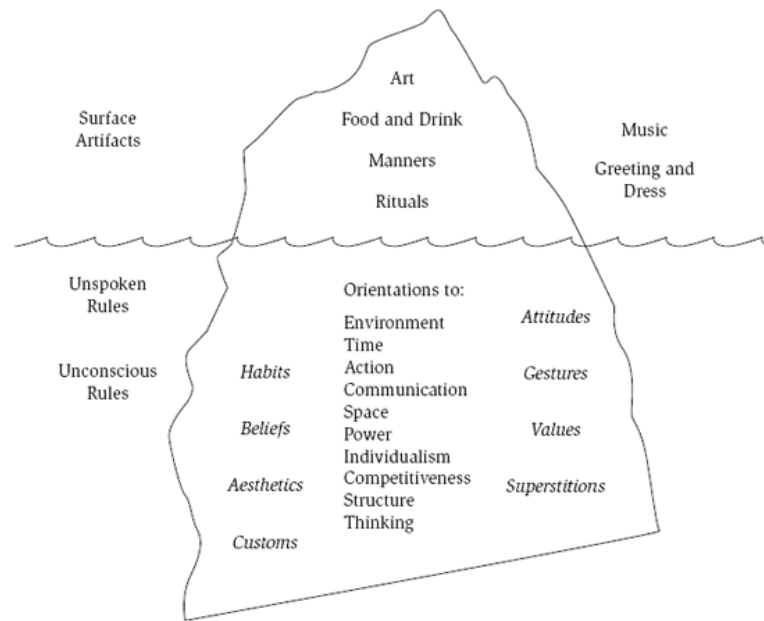 Surface
Artifacts
Art
Food and Drink
Manners
Rituals
Music
Greeting and
Dress
Unspoken
Rules
Unconscious
Rules
Habits
Beliefs
Aesthetics
Customs
Orientations to:
Environment
Time
Action
Communication
Space
Power
Individualism
Competitiveness
Structure
Thinking
Attitudes
Gestures
Values
Superstitions